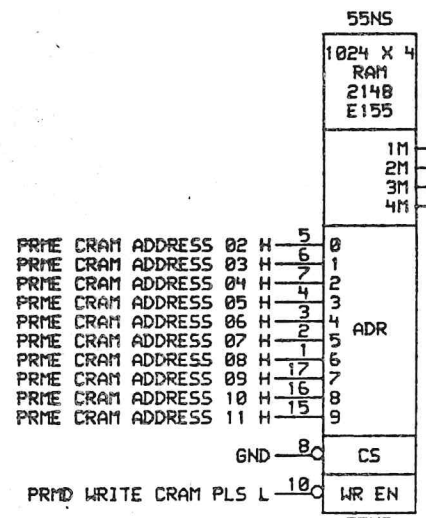 55NS
1024 X 4
RAM
2148
E155
1M
2M
3M
4M
PRME CRAM ADDRESS 02 H 5 0
PRME CRAM ADDRESS 03 H 6 1
PRME CRAM ADDRESS 04 H 7 2
PRME CRAM ADDRESS 05 H 4 3
PRME CRAM ADDRESS 06 H 3 4
ADR
PRME CRAM ADDRESS 07 H 2 5
PRME CRAM ADDRESS 08 H 1 6
PRME CRAM ADDRESS 09 H 17 7
PRME CRAM ADDRESS 10 H 16 8
PRME CRAM ADDRESS 11 H 15 9
GND 8 CS
PRMD WRITE CRAM PLS L 10 WR EN